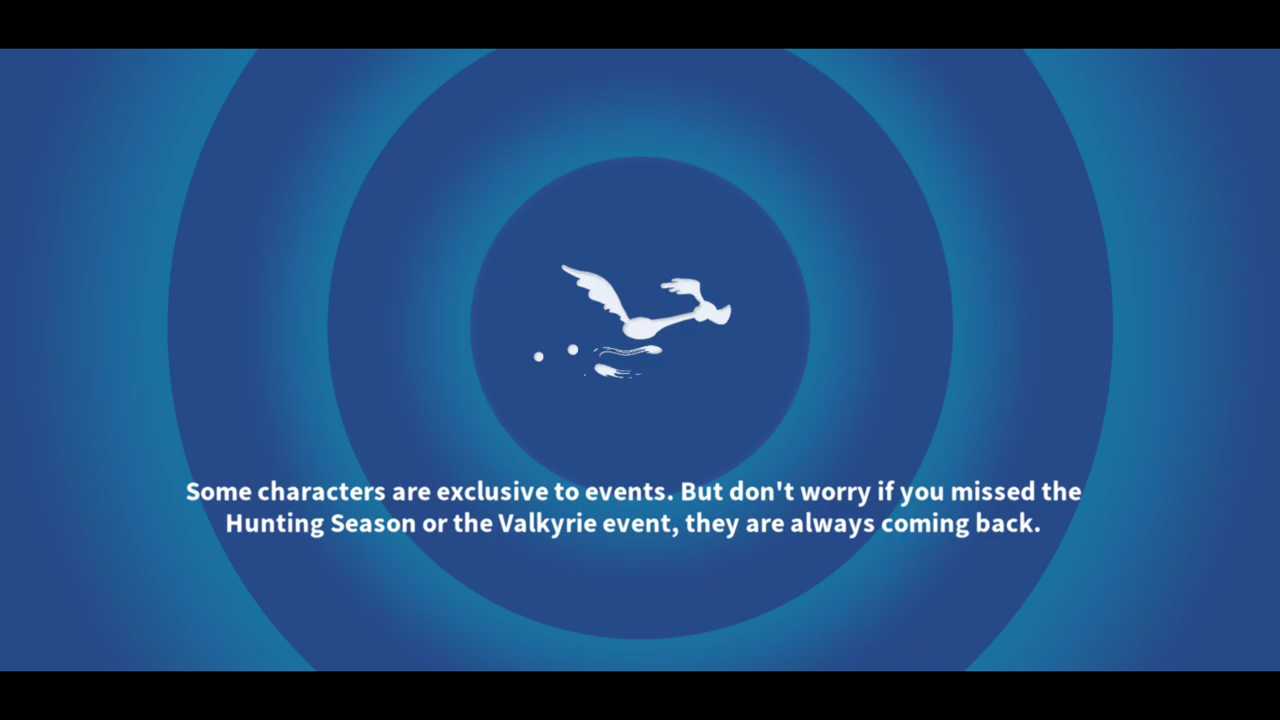 Some characters are exclusive to events. But don't worry if you missed the
Hunting Season or the Valkyrie event, they are always coming back.